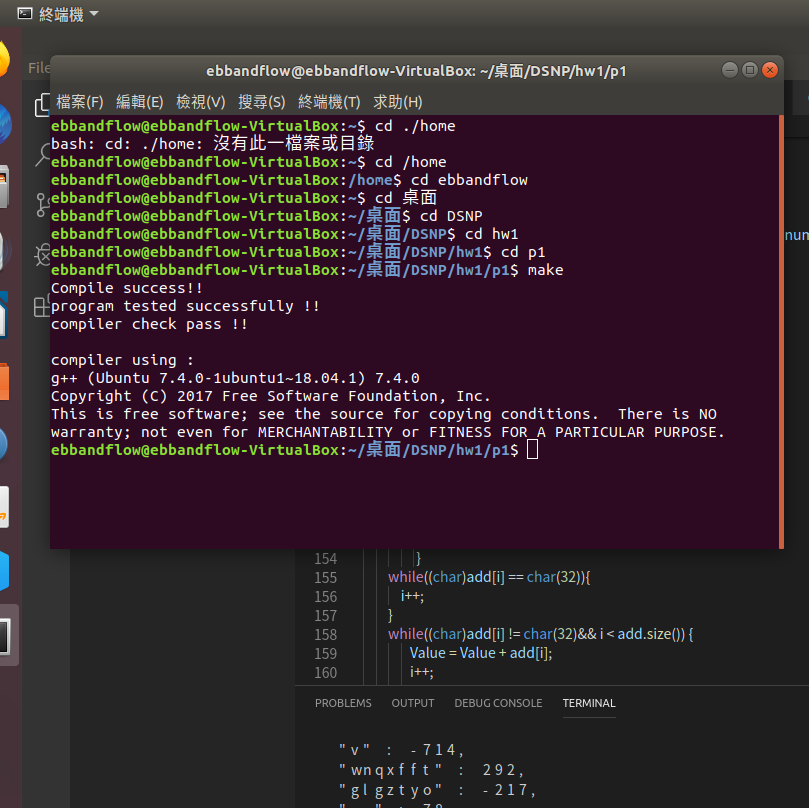 終端機
File
ebbandflow@ebbandflow-VirtualBox: ~/桌面/DSNP/hw1/p1
檔案(F) 編輯(E) 檢視(V) 搜尋(S) 終端機(T) 求助(H)
ebbandflow@ebbandflow-VirtualBox:~$ cd ./home
bash: cd: ./home: 沒有此一檔案或目錄
ebbandflow@ebbandflow-VirtualBox:~$ cd /home
ebbandflow@ebbandflow-VirtualBox:/home$ cd ebbandflow
ebbandflow@ebbandflow-VirtualBox:~$ cd 桌面
ebbandflow@ebbandflow-VirtualBox:~/桌面$ cd DSNP
ebbandflow@ebbandflow-VirtualBox:~/桌面/DSNP$ cd hw1
ebbandflow@ebbandflow-VirtualBox:~/桌面/DSNP/hw1$ cd p1
ebbandflow@ebbandflow-VirtualBox:~/桌面/DSNP/hw1/p1$ make
Compile success!!
program tested successfully !!
compiler check pass !!
compiler using :
g++ (Ubuntu 7.4.0-1ubuntu1~18.04.1) 7.4.0
Copyright (C) 2017 Free Software Foundation, Inc.
This is free software; see the source for copying conditions.  There is NO
warranty; not even for MERCHANTABILITY or FITNESS FOR A PARTICULAR PURPOSE.
ebbandflow@ebbandflow-VirtualBox:~/桌面/DSNP/hw1/p1$
num
154 }
155 while((char)add[i] == char(32)){
156 i++;
157 }
158 while((char)add[i] != char(32)&& i < add.size()) {
159 Value = Value + add[i];
160 i++;
PROBLEMS OUTPUT DEBUG CONSOLE TERMINAL
"v" : -714,
"wnqxfft" : 292,
"glgztyo" : -217,